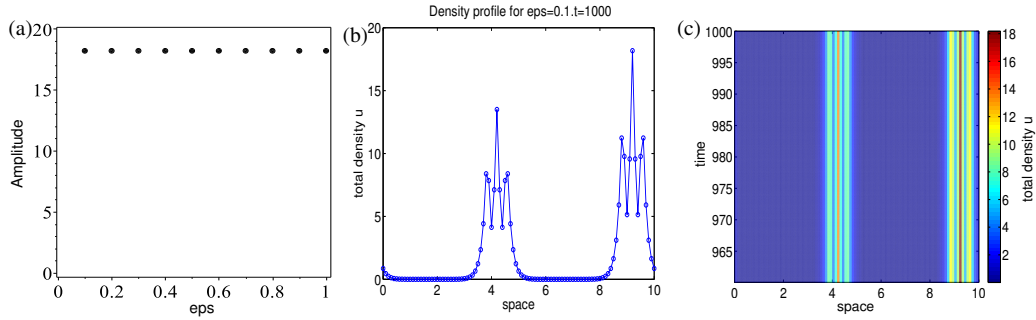 (a)
20
15
10
5
0
Amplitude
0 0.2 0.4 0.6 0.8 1
eps
Density profile for eps=0.1.t=1000
(b)
20
15
10
5
0
total density u
0 2 4 6 8 10
space
(c)
1000
995
990
985
980
975
970
965
time
0 2 4 6 8 10
space
18
16
14
12
10
8
6
4
2
total density u